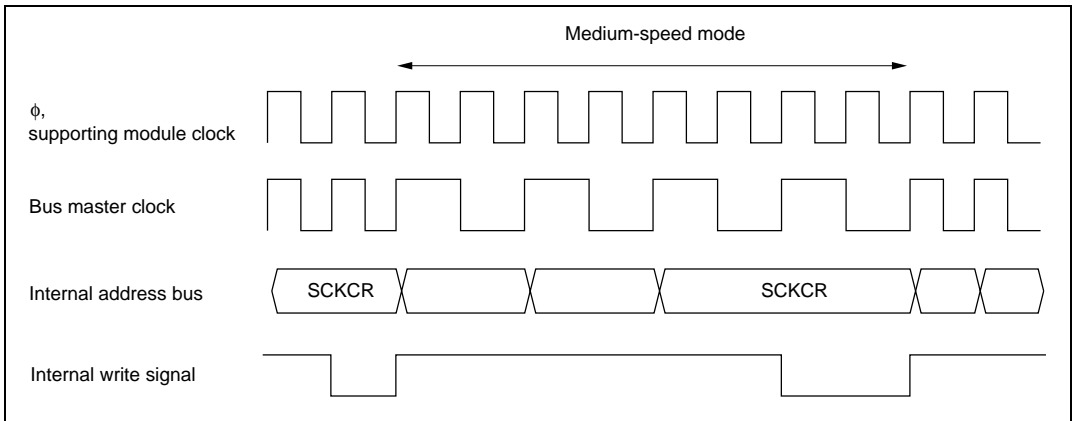 Medium-speed mode
ϕ,
supporting module clock
Bus master clock
Internal address bus
SCKCR
SCKCR
Internal write signal